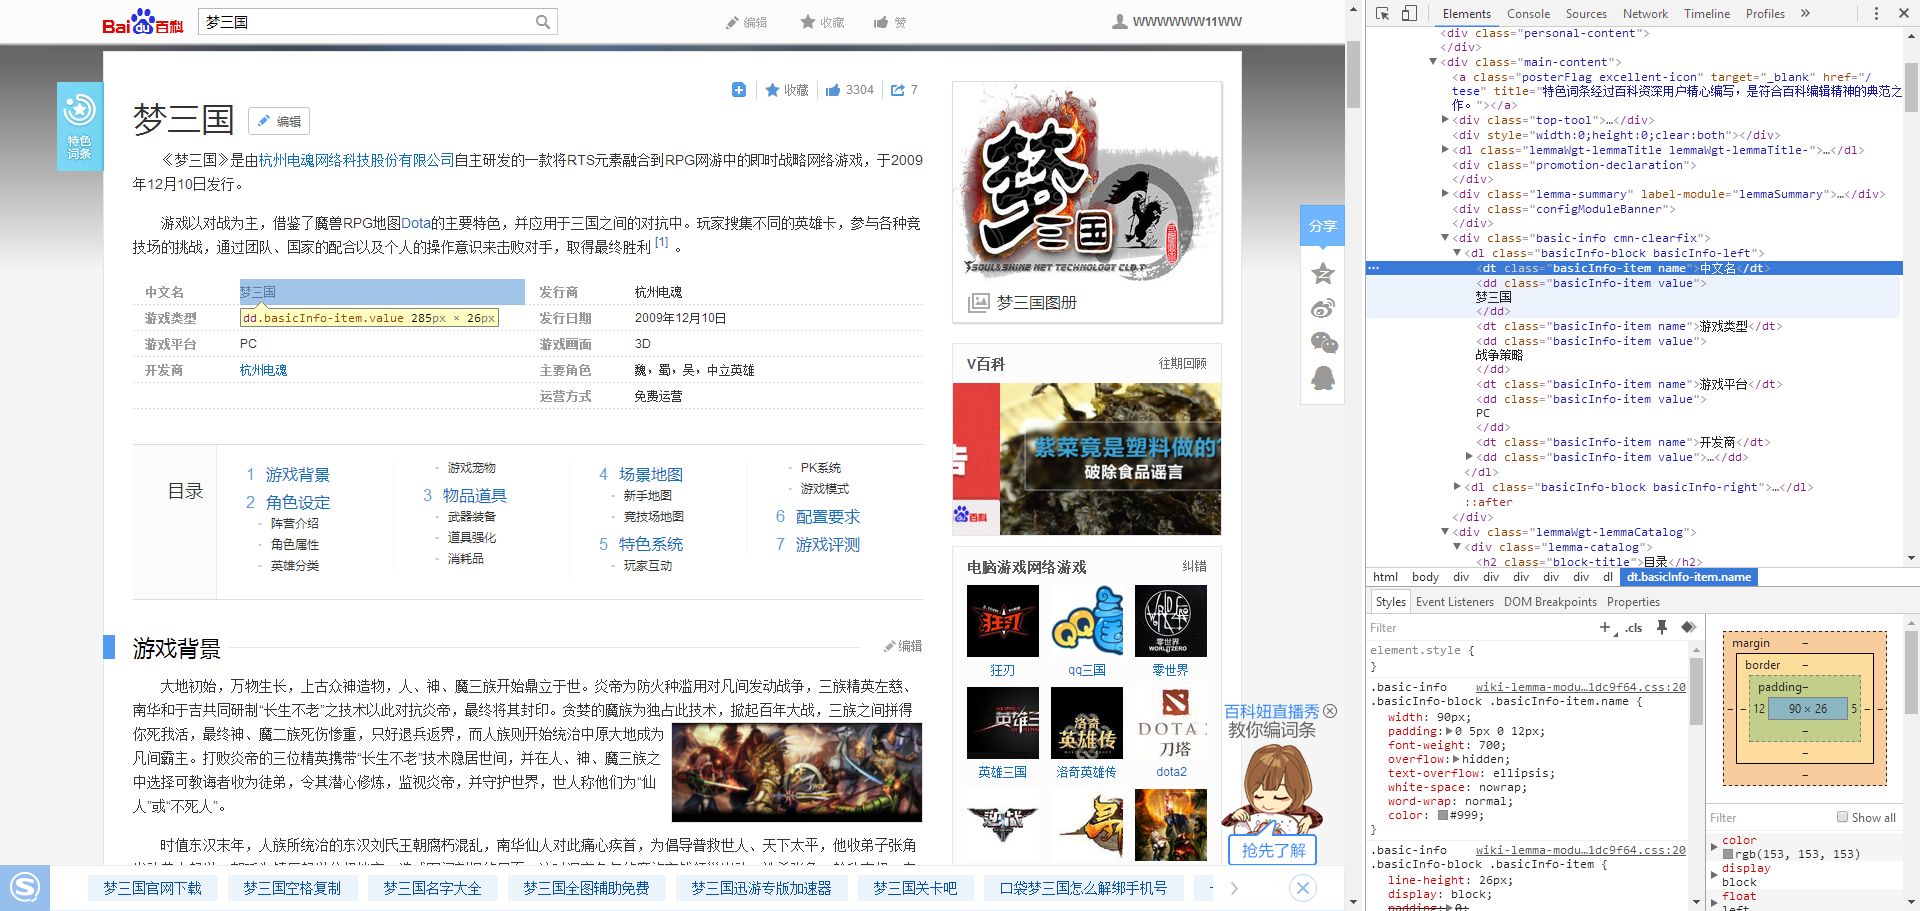 Bai du 百科
梦三国
编辑
收藏
赞
WWWWWW11WW
特色
词条
梦三国
编辑
收藏
3304
7
《梦三国》是由杭州电魂网络科技股份有限公司自主研发的一款将RTS元素融合到RPG网游中的即时战略网络游戏，于2009
年12月10日发行。
游戏以对战为主，借鉴了魔兽RPG地图Dota的主要特色，并应用于三国之间的对抗中。玩家搜集不同的英雄卡，参与各种竞
技场的挑战，通过团队、国家的配合以及个人的操作意识来击败对手，取得最终胜利 [1] 。
中文名 梦三国 发行商 杭州电魂
dd.basicInfo-item.value 285px × 26px
游戏类型 发行日期 2009年12月10日
游戏平台 PC 游戏画面 3D
开发商 杭州电魂 主要角色 魏，蜀，吴，中立英雄
运营方式 免费运营
目录
1 游戏背景
2 角色设定
- 阵营介绍
- 角色属性
- 英雄分类
- 游戏宠物
3 物品道具
- 武器装备
- 道具强化
- 消耗品
4 场景地图
- 新手地图
- 竞技场地图
5 特色系统
- 玩家互动
- PK系统
- 游戏模式
6 配置要求
7 游戏评测
游戏背景
编辑
大地初始，万物生长，上古众神造物，人、神、魔三族开始鼎立于世。炎帝为防火种滥用对凡间发动战争，三族精英左慈、
南华和于吉共同研制“长生不老”之技术以此对抗炎帝，最终将其封印。贪婪的魔族为独占此技术，掀起百年大战，三族之间拼得
你死我活，最终神、魔二族死伤惨重，只好退兵返界，而人族则开始统治中原大地成为
凡间霸主。打败炎帝的三位精英携带“长生不老”技术隐居世间，并在人、神、魔三族之
中选择可教诲者收为徒弟，令其潜心修炼，监视炎帝，并守护世界，世人称他们为“仙
人”或“不死人”。
时值东汉末年，人族所统治的东汉刘氏王朝腐朽混乱，南华仙人对此痛心疾首，为倡导普救世人、天下太平，他收弟子张角
梦三国
SOUL&SHINE NET TECHNOLOGY CO.,LTD
梦三国图册
V百科
往期回顾
告
紫菜竟是塑料做的?
破除食品谣言
Bai du 百科
电脑游戏网络游戏
纠错
狂刃
QQ三国
零世界
WORLD ZERO
狂刃
qq三国
零世界
英雄三
洛奇
英雄传
DOTA 2
刀塔
英雄三国
洛奇英雄传
dota2
分享
百科妞直播秀
教你编词条
抢先了解
梦三国官网下载
梦三国空格复制
梦三国名字大全
梦三国全图辅助免费
梦三国迅游专版加速器
梦三国关卡吧
口袋梦三国怎么解绑手机号
Elements
Console
Sources
Network
Timeline
Profiles
<div class="personal-content">
</div>
<div class="main-content">
<a class="posterFlag excellent-icon" target="_blank" href="/
tese" title="特色词条经过百科资深用户精心编写，是符合百科编辑精神的典范之
作。"></a>
<div class="top-tool">…</div>
<div style="width:0;height:0;clear:both"></div>
<dl class="lemmaWgt-lemmaTitle lemmaWgt-lemmaTitle-">…</dl>
<div class="promotion-declaration">
</div>
<div class="lemma-summary" label-module="lemmaSummary">…</div>
<div class="configModuleBanner">
</div>
<div class="basic-info cmn-clearfix">
<dl class="basicInfo-block basicInfo-left">
<dt class="basicInfo-item name">中文名</dt>
<dd class="basicInfo-item value">
梦三国
</dd>
<dt class="basicInfo-item name">游戏类型</dt>
<dd class="basicInfo-item value">
战争策略
</dd>
<dt class="basicInfo-item name">游戏平台</dt>
<dd class="basicInfo-item value">
PC
</dd>
<dt class="basicInfo-item name">开发商</dt>
<dd class="basicInfo-item value">…</dd>
</dl>
<dl class="basicInfo-block basicInfo-right">…</dl>
::after
</div>
<div class="lemmaWgt-lemmaCatalog">
<div class="lemma-catalog">
<h2 class="block-title">目录</h2>
html body div div div div div dl dt.basicInfo-item.name
Styles Event Listeners DOM Breakpoints Properties
Filter
.cls
element.style {
}
.basic-info wiki-lemma-modu…1dc9f64.css:20
.basicInfo-block .basicInfo-item.name {
width: 90px;
padding: 0 5px 0 12px;
font-weight: 700;
overflow: hidden;
text-overflow: ellipsis;
white-space: nowrap;
word-wrap: normal;
color: #999;
}
.basic-info wiki-lemma-modu…1dc9f64.css:20
.basicInfo-block .basicInfo-item {
line-height: 26px;
display: block;
padding: 0;
margin –
border –
padding –
– – 12 90 × 26 5 – –
–
–
–
Filter
Show all
color
rgb(153, 153, 153)
display
block
float
left